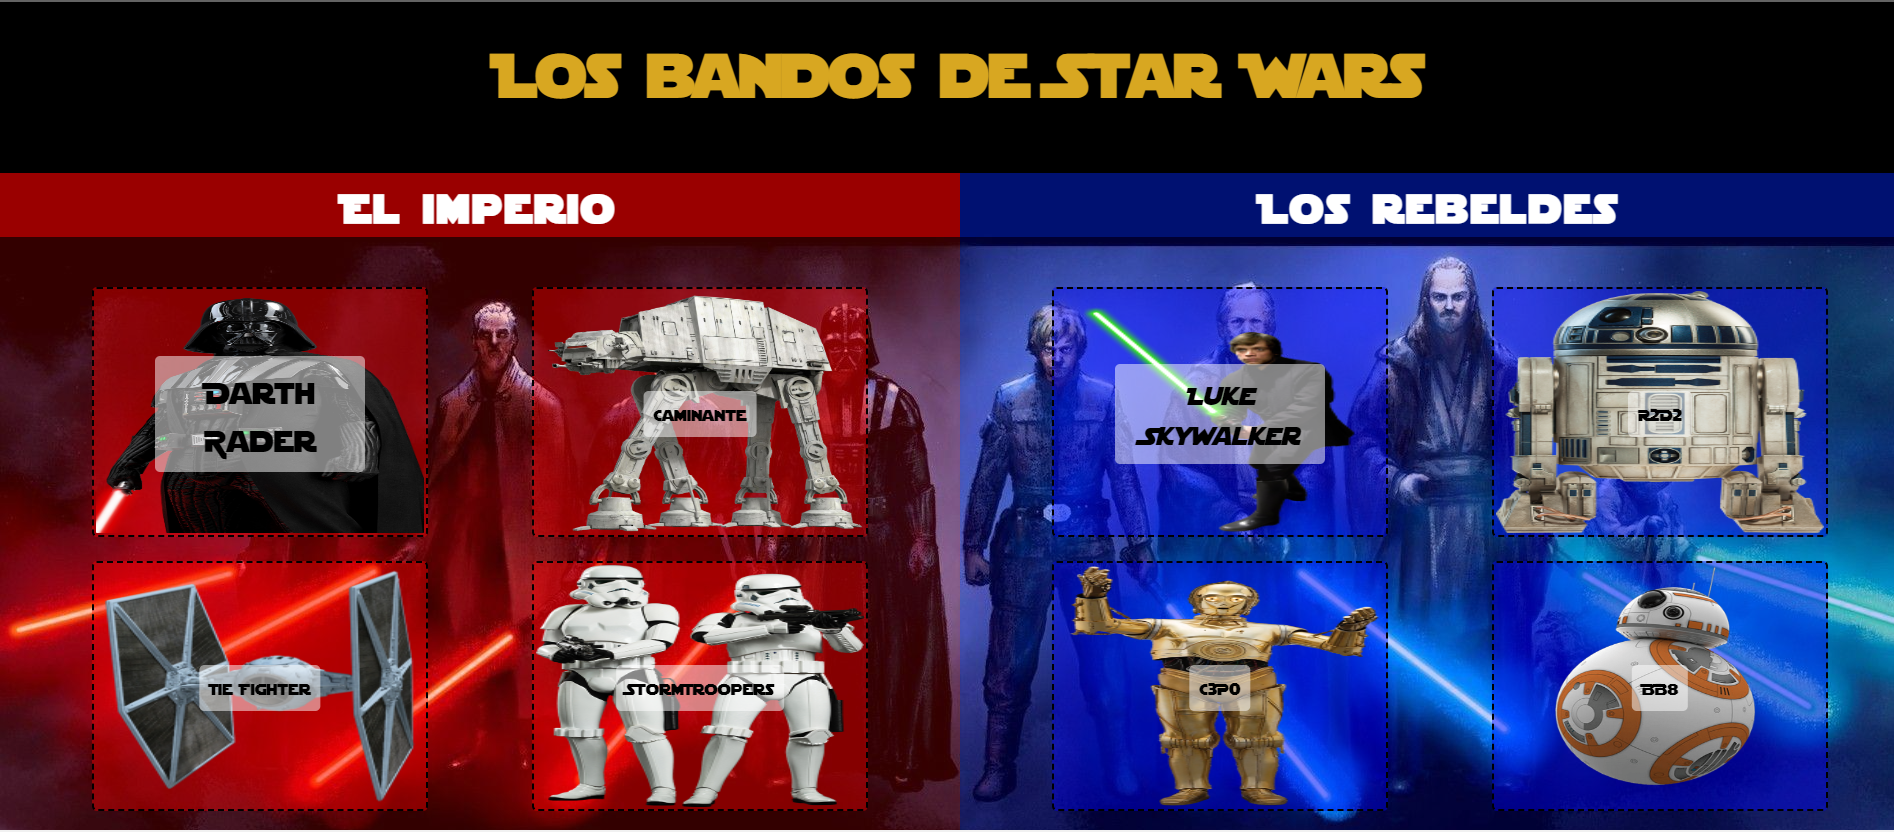 Los bandos de Star Wars
El imperio
Los rebeldes
Darth
Rader
caminante
Luke
Skywalker
R2D2
Tie Fighter
Stormtroopers
C3P0
BB8